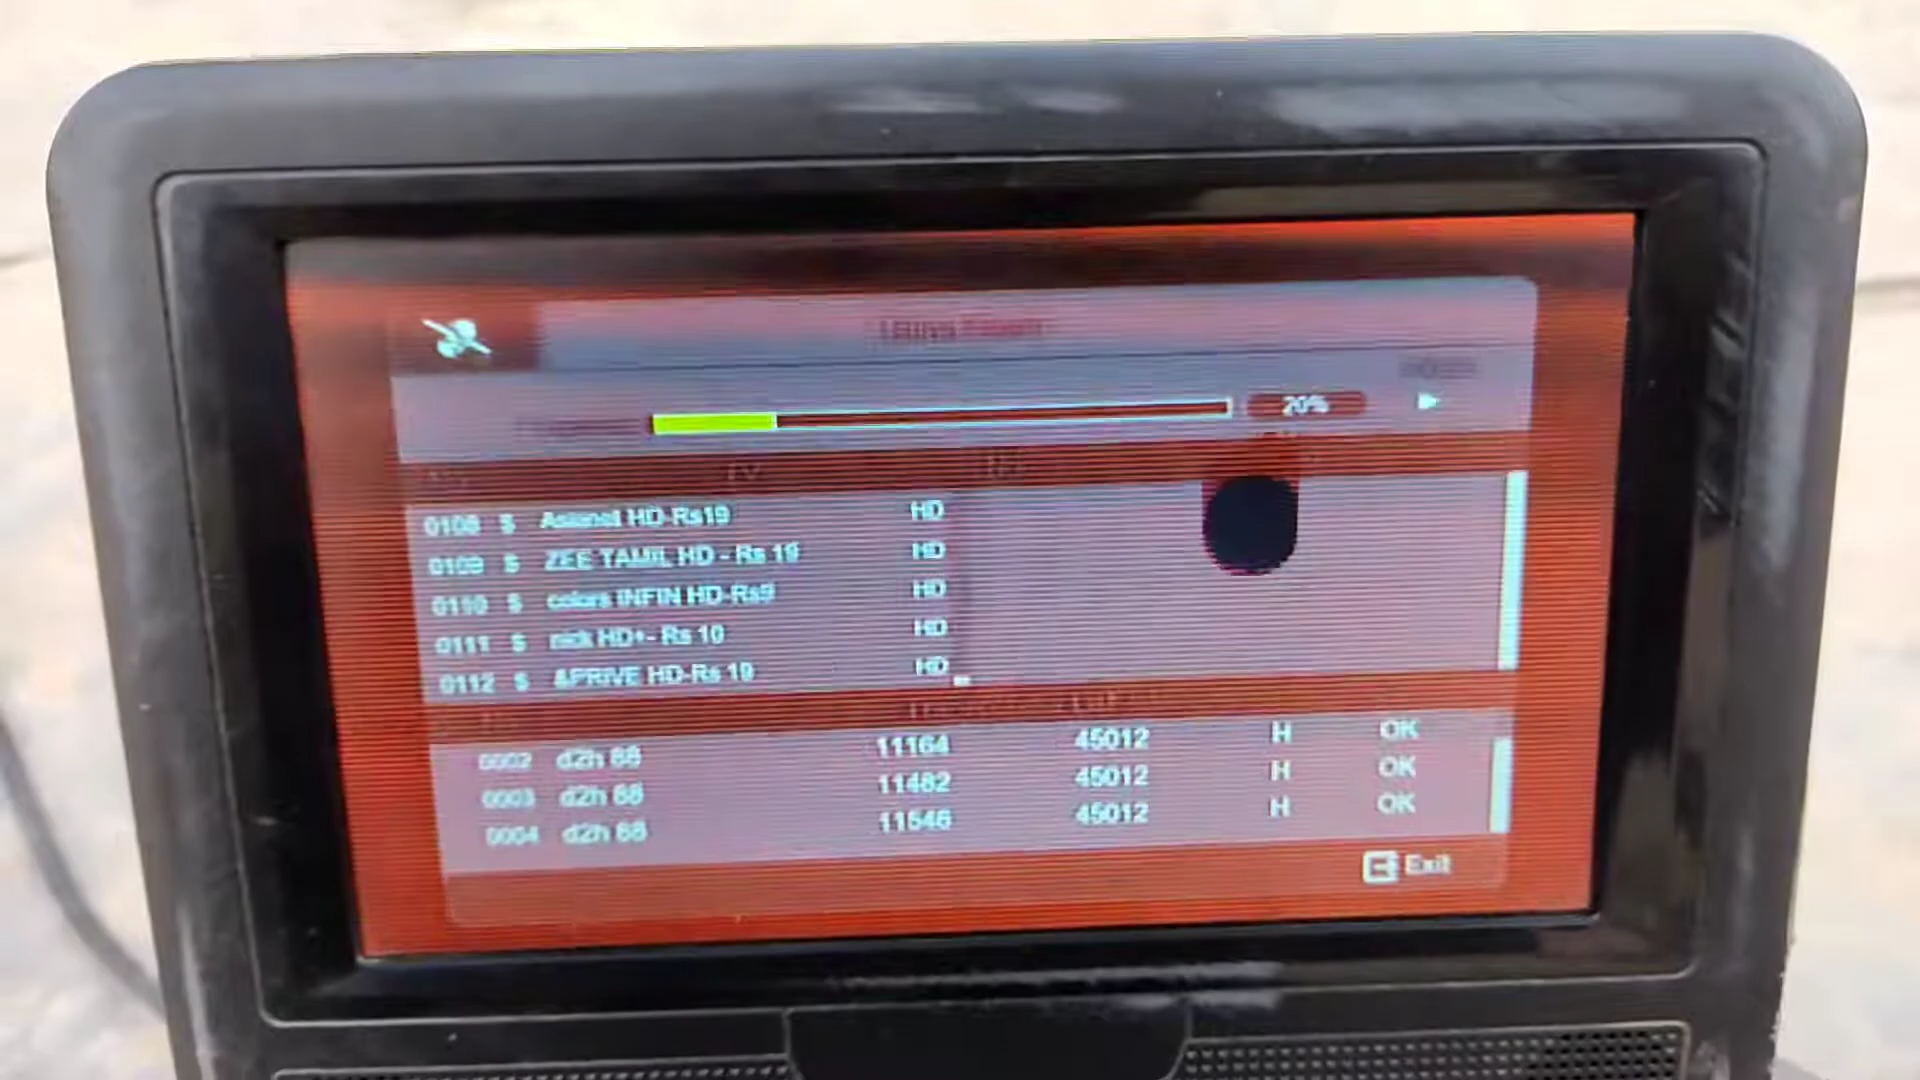 20%
TV
0108 $ Asianet HD-Rs19 HD
0109 $ ZEE TAMIL HD - Rs 19 HD
0110 $ colors INFIN HD-Rs9 HD
0111 $ nick HD+- Rs 10 HD
0112 $ &PRIVE HD-Rs 19 HD
0002 d2h 88 11164 45012 H OK
0003 d2h 88 11482 45012 H OK
0004 d2h 88 11546 45012 H OK
Exit